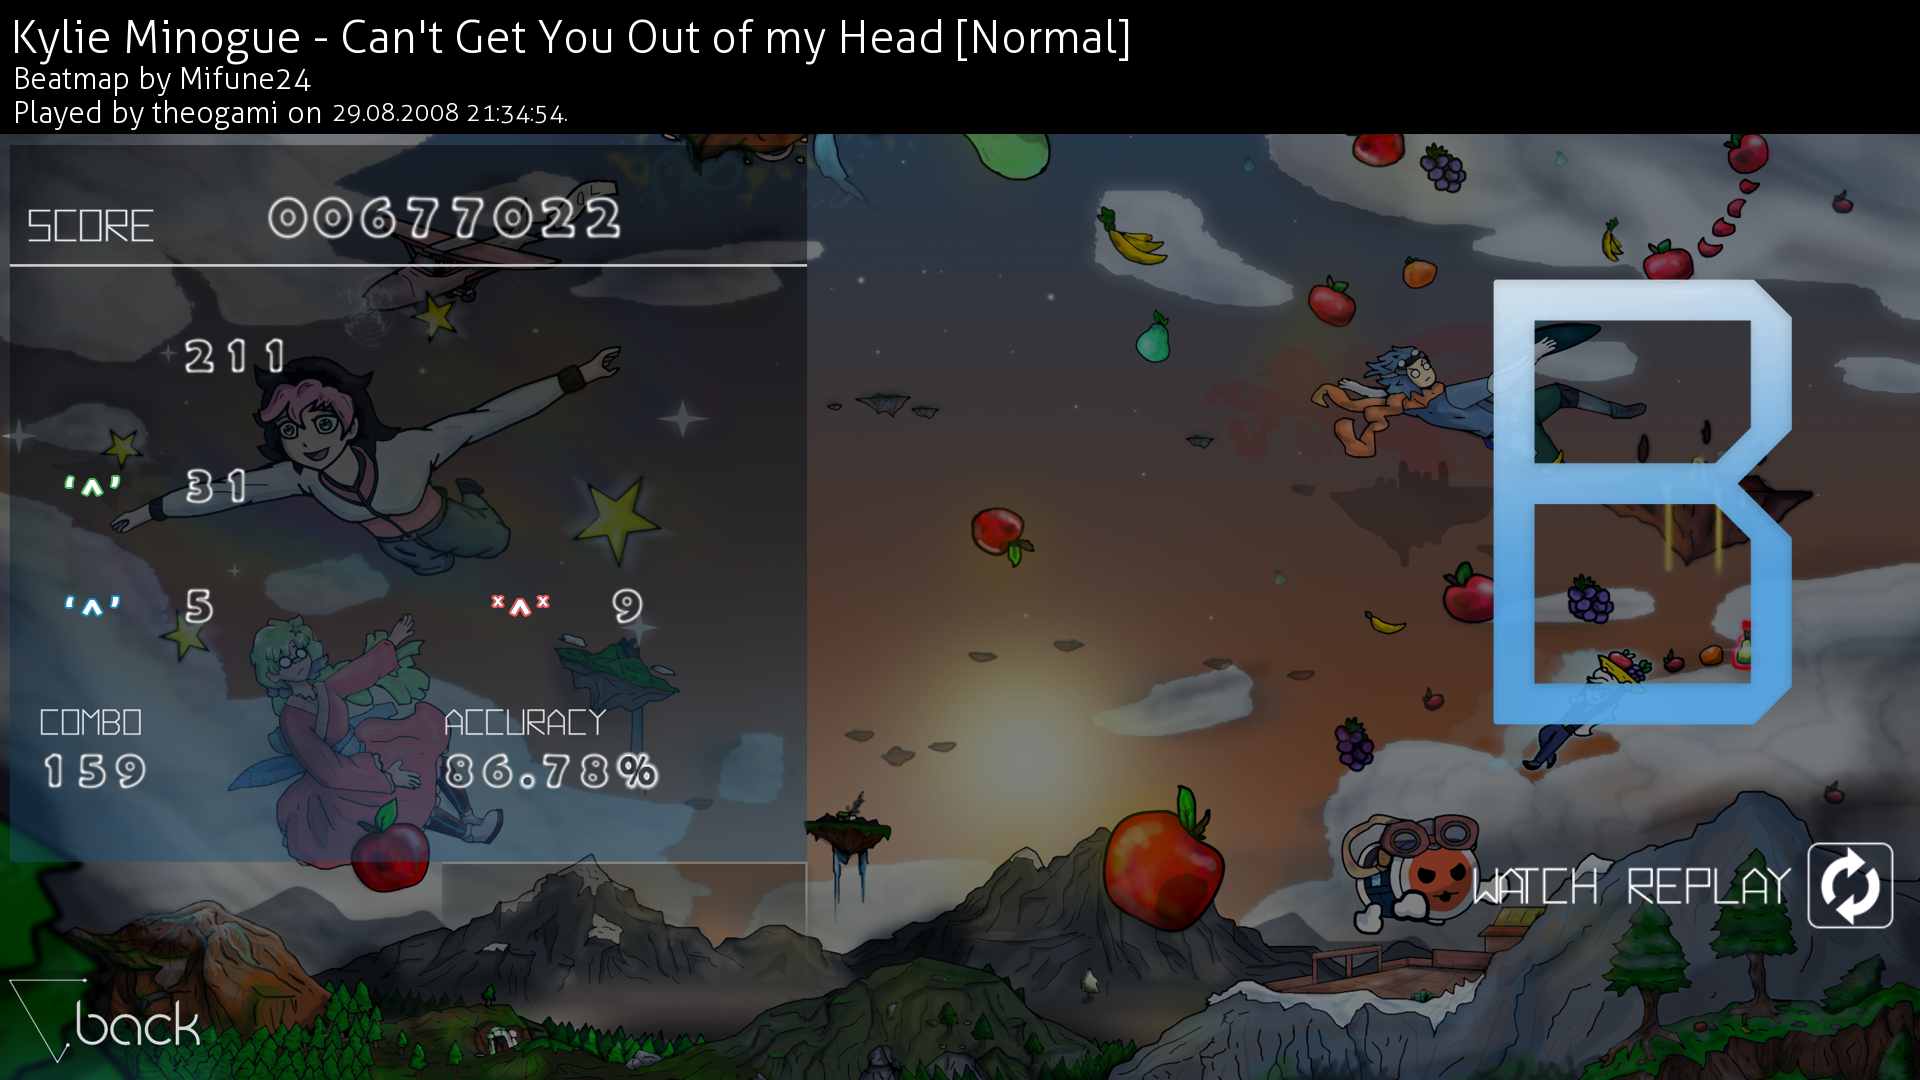 Kylie Minogue - Can't Get You Out of my Head [Normal]
Beatmap by Mifune24
Played by theogami on 29.08.2008 21:34:54.
SCORE 00677022
211
'^' 31
'^' 5 x^x 9
COMBO ACCURACY
159 86.78%
B
WATCH REPLAY
back